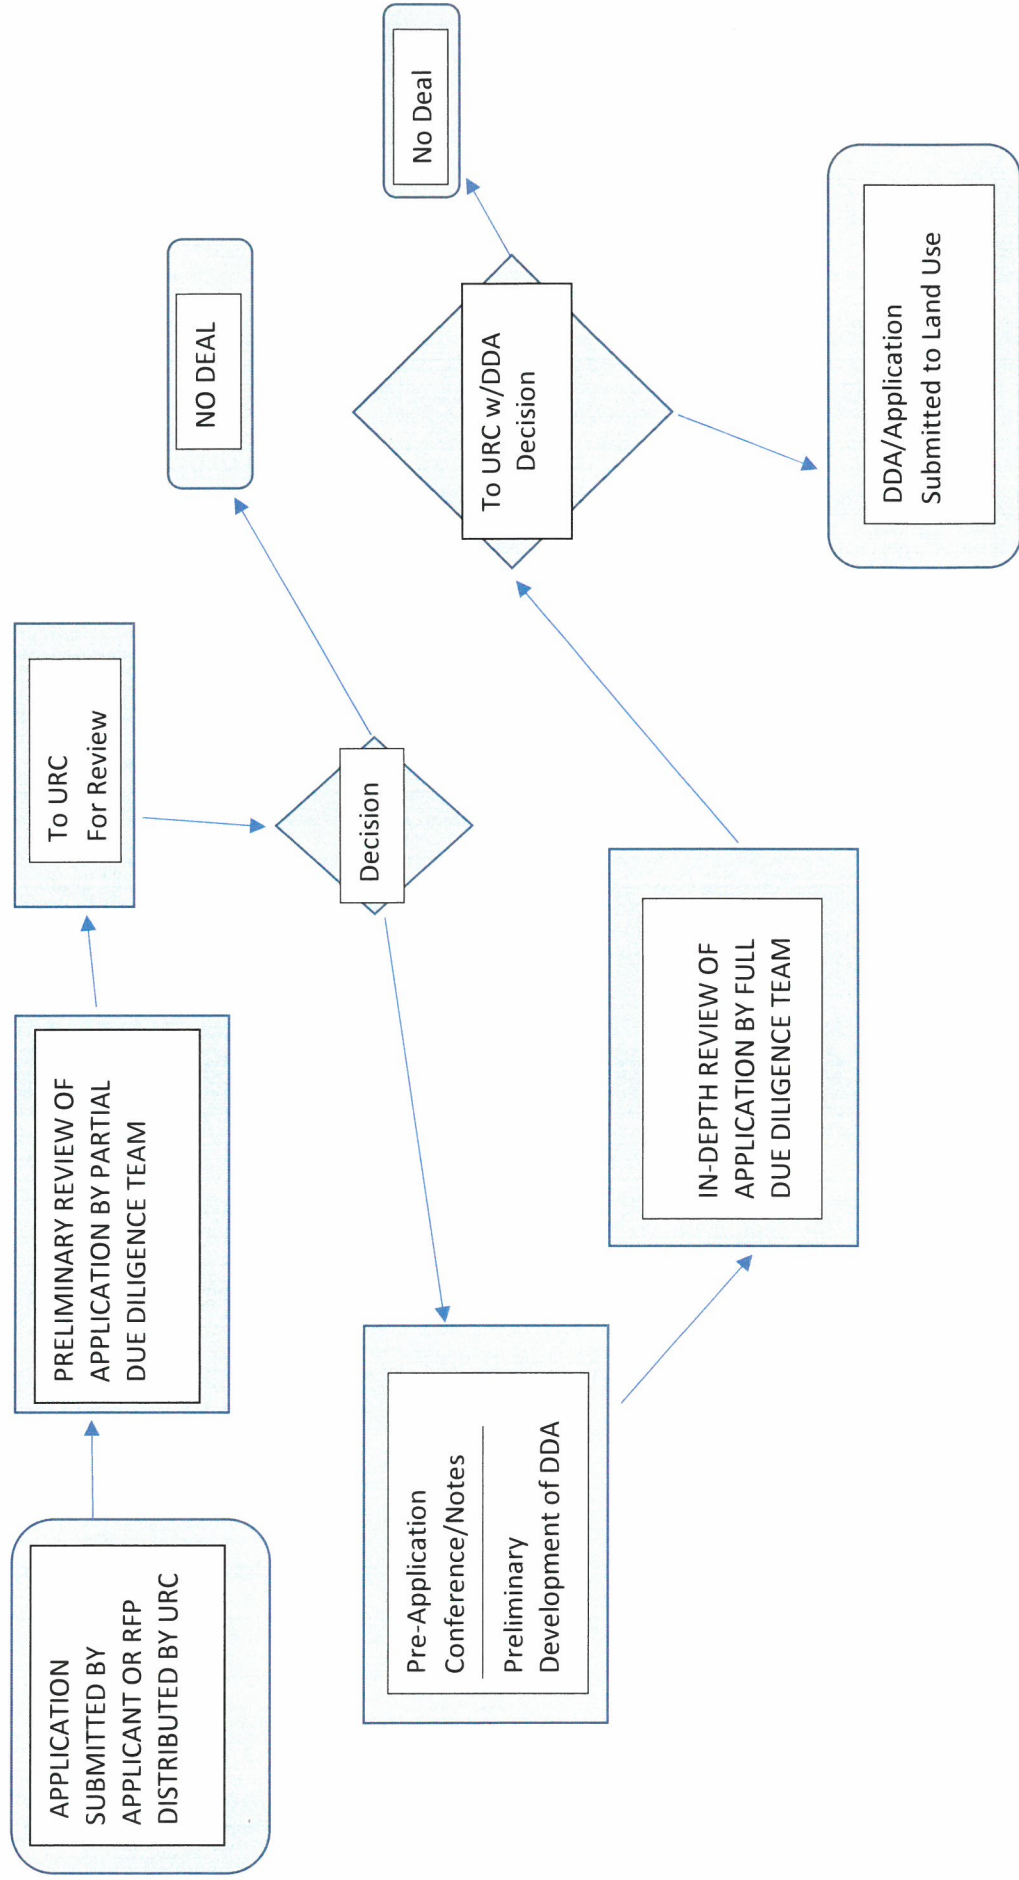 APPLICATION
SUBMITTED BY
APPLICANT OR RFP
DISTRIBUTED BY URC
PRELIMINARY REVIEW OF
APPLICATION BY PARTIAL
DUE DILIGENCE TEAM
To URC
For Review
Decision
NO DEAL
Pre-Application
Conference/Notes
Preliminary
Development of DDA
IN-DEPTH REVIEW OF
APPLICATION BY FULL
DUE DILIGENCE TEAM
To URC w/DDA
Decision
No Deal
DDA/Application
Submitted to Land Use